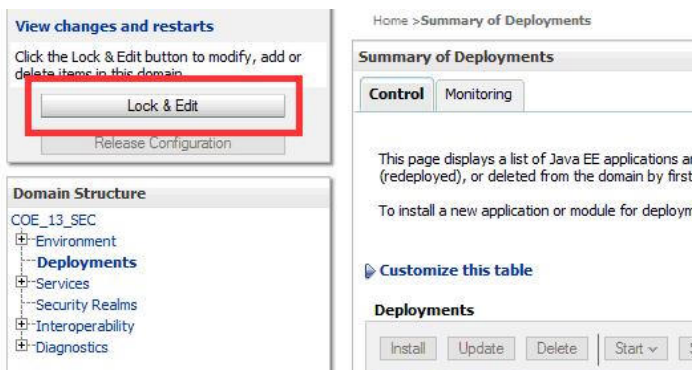 View changes and restarts
Click the Lock & Edit button to modify, add or
delete items in this domain.
Lock & Edit
Release Configuration
Domain Structure
COE_13_SEC
Environment
Deployments
Services
Security Realms
Interoperability
Diagnostics
Home >Summary of Deployments
Summary of Deployments
Control Monitoring
This page displays a list of Java EE applications
(redeployed), or deleted from the domain by first
To install a new application or module for
Customize this table
Deployments
Install Update Delete Start